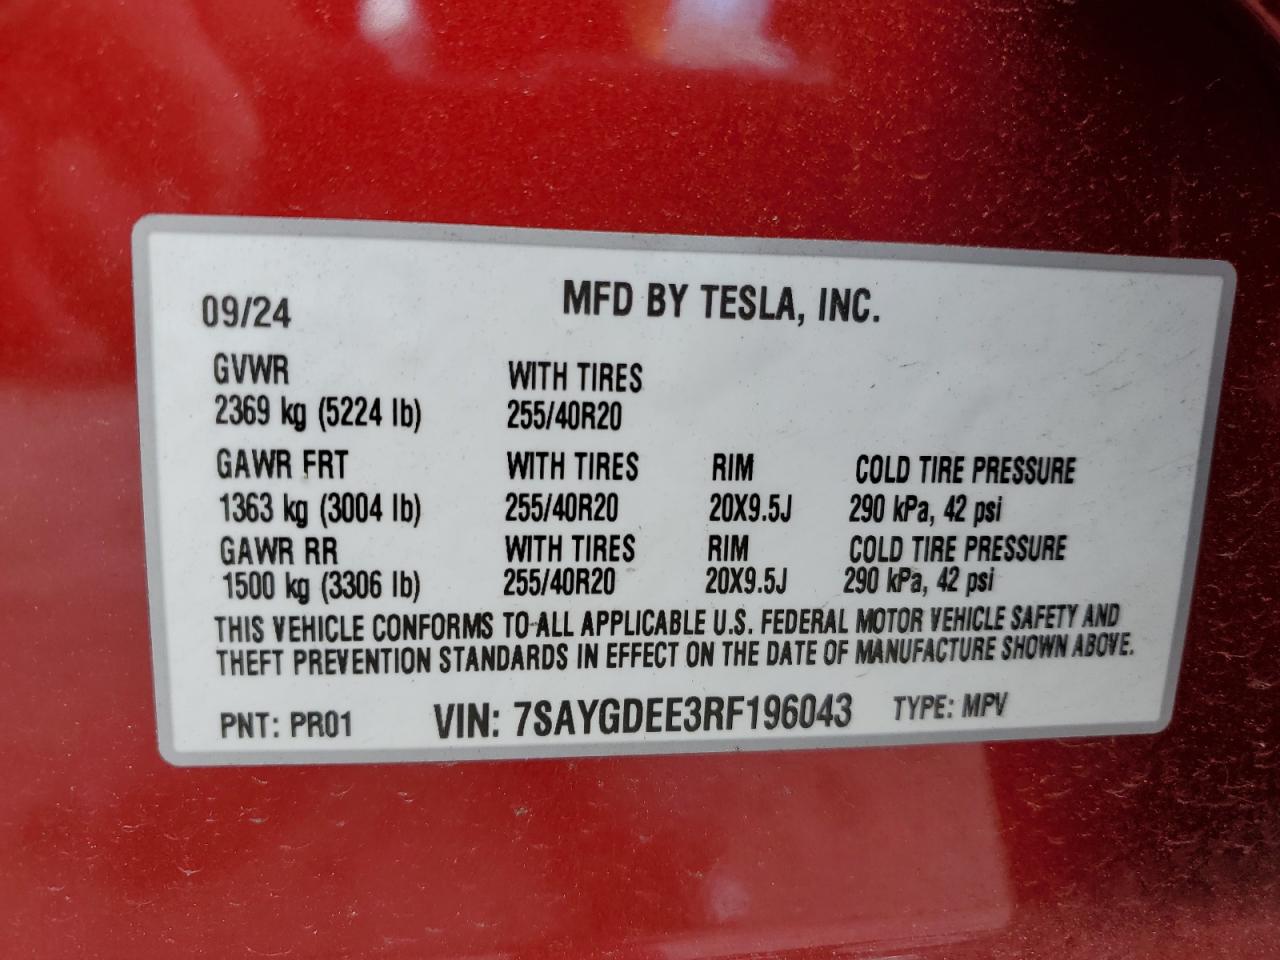 MFD BY TESLA, INC.
09/24
GVWR WITH TIRES
2369 kg (5224 lb) 255/40R20
GAWR FRT WITH TIRES RIM COLD TIRE PRESSURE
1363 kg (3004 lb) 255/40R20 20X9.5J 290 kPa, 42 psi
GAWR RR WITH TIRES RIM COLD TIRE PRESSURE
1500 kg (3306 lb) 255/40R20 20X9.5J 290 kPa, 42 psi
THIS VEHICLE CONFORMS TO ALL APPLICABLE U.S. FEDERAL MOTOR VEHICLE SAFETY AND
THEFT PREVENTION STANDARDS IN EFFECT ON THE DATE OF MANUFACTURE SHOWN ABOVE.
PNT: PR01 VIN: 7SAYGDEE3RF196043 TYPE: MPV